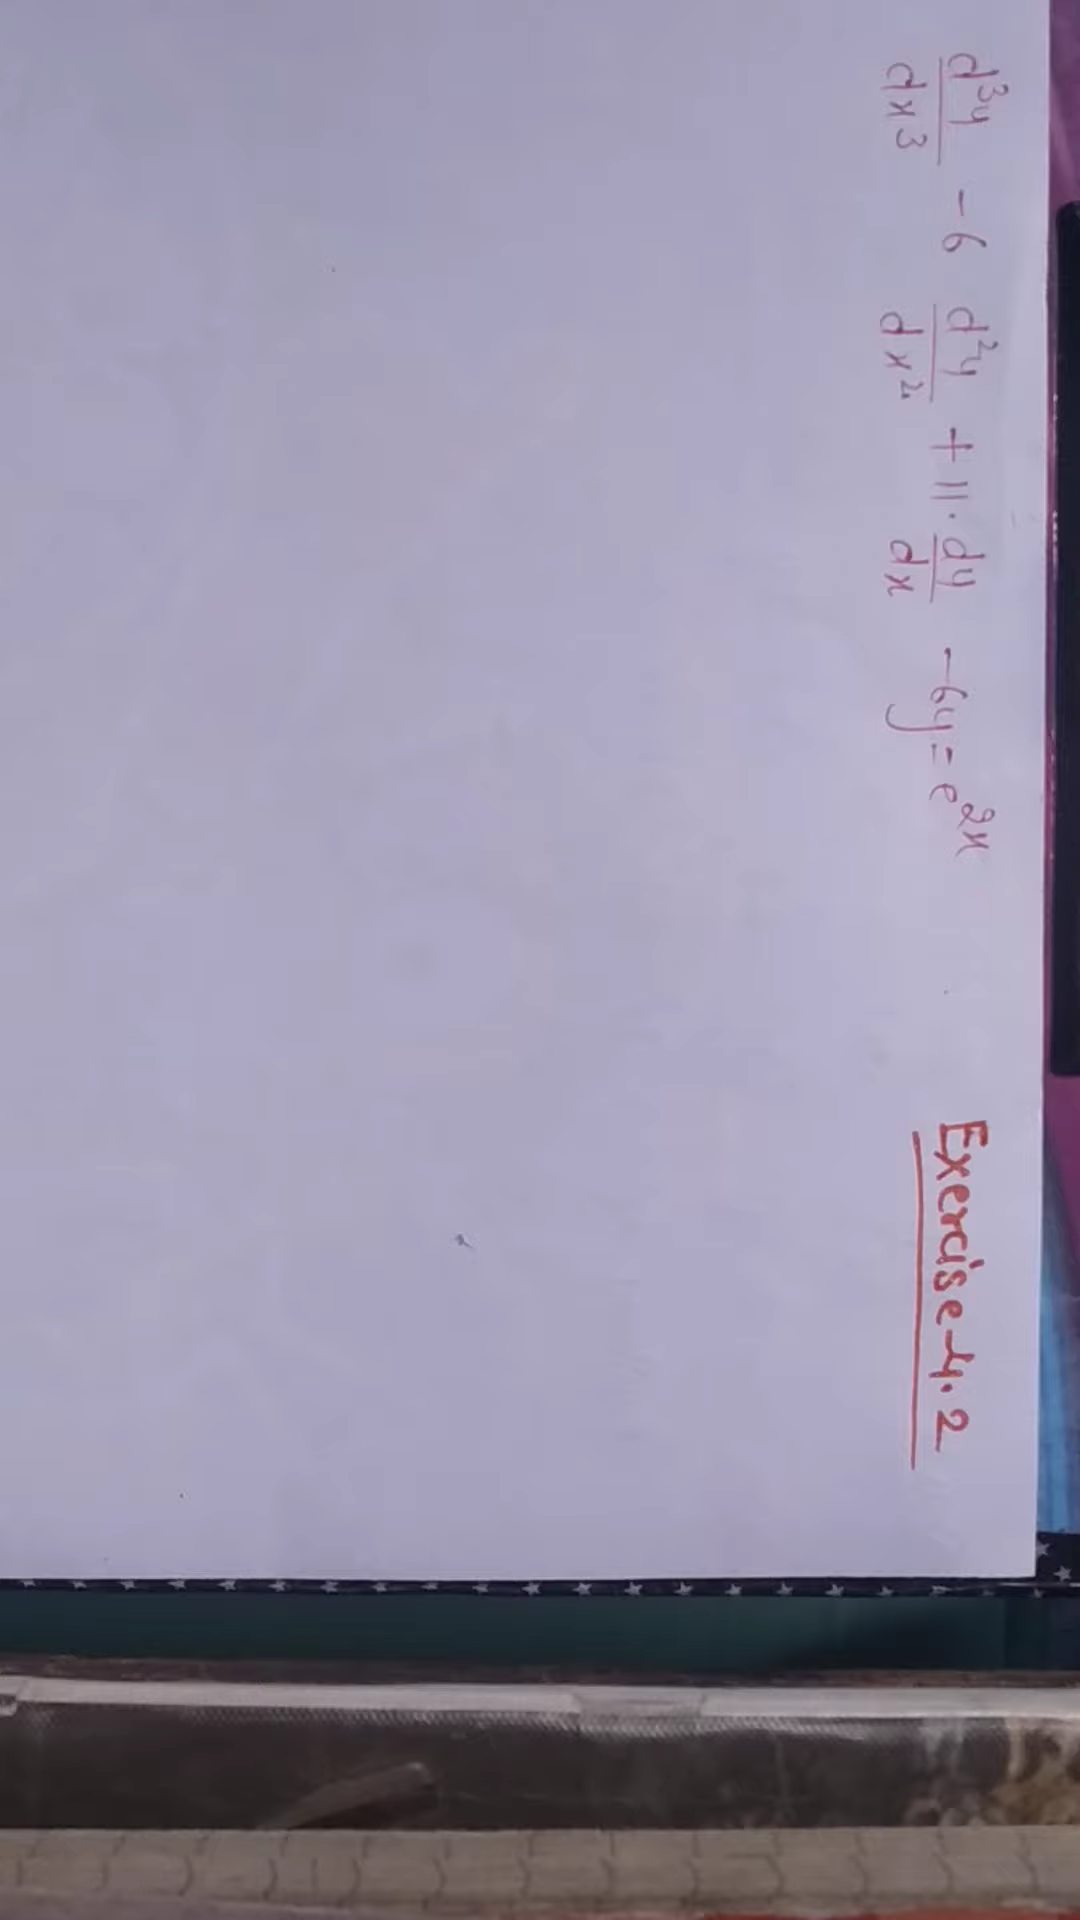 d³y/dx³ - 6 d²y/dx² + 11. dy/dx - 6y = e^2x
Exercise-4.2